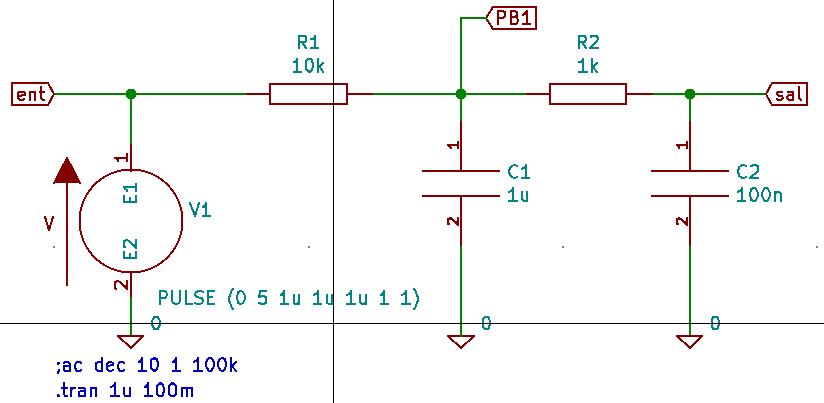 PB1
R1
10k
R2
1k
ent
sal
1
E1
V
V1
E2
2
1
C1
1u
2
1
C2
100n
2
PULSE (0 5 1u 1u 1u 1 1)
0
0
0
;ac dec 10 1 100k
.tran 1u 100m